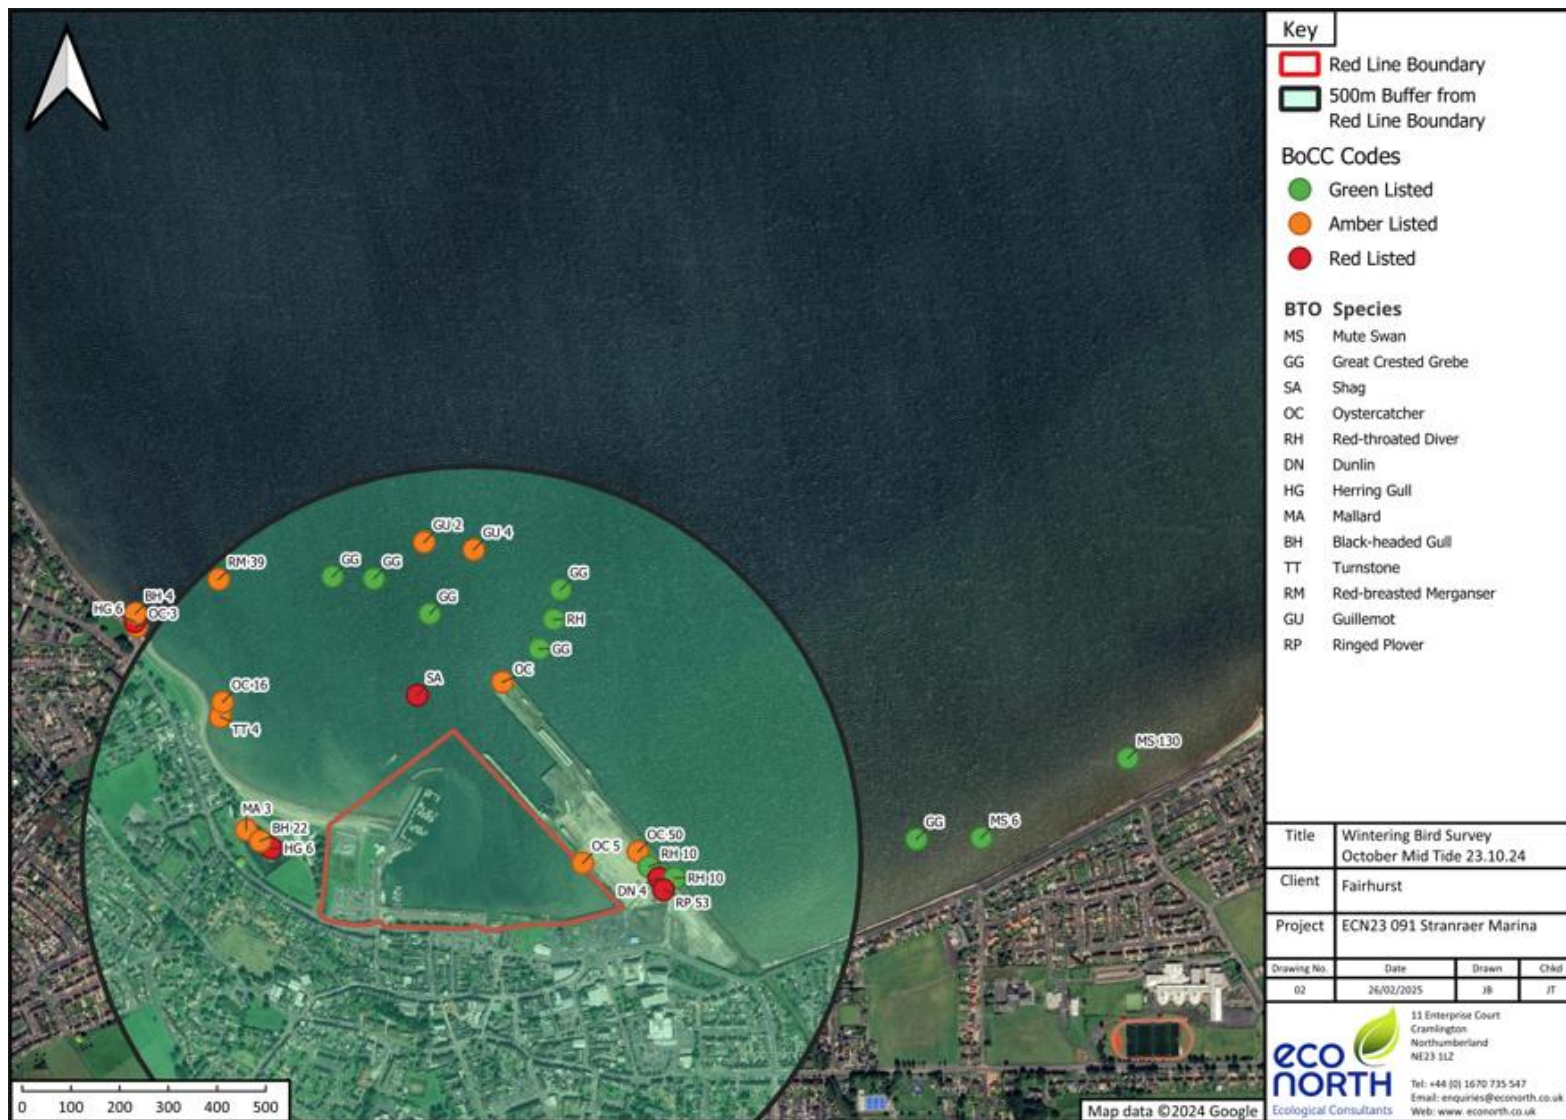 Key
Red Line Boundary
500m Buffer from
Red Line Boundary
BoCC Codes
Green Listed
Amber Listed
Red Listed
BTO Species
MS Mute Swan
GG Great Crested Grebe
SA Shag
OC Oystercatcher
RH Red-throated Diver
DN Dunlin
HG Herring Gull
MA Mallard
BH Black-headed Gull
TT Turnstone
RM Red-breasted Merganser
GU Guillemot
RP Ringed Plover
GU 2
GU 4
RM 39
GG
GG
GG
GG
RH
GG
HG 6
BH 4
OC 3
OC
SA
OC 16
TT 4
MS 130
MA 3
BH 22
HG 6
OC 5
OC 50
RH 10
RH 10
DN 4
RP 53
GG
MS 6
0 100 200 300 400 500
Map data ©2024 Google
Title Wintering Bird Survey
October Mid Tide 23.10.24
Client Fairhurst
Project ECN23 091 Stranraer Marina
Drawing No. Date Drawn Chkd
02 26/02/2025 JB JT
eco
NORTH
Ecological Consultants
11 Enterprise Court
Cramlington
Northumberland
NE23 1LZ
Tel: +44 (0) 1670 735 547
Email: enquiries@econorth.co.uk
Web: www.econorth.co.uk